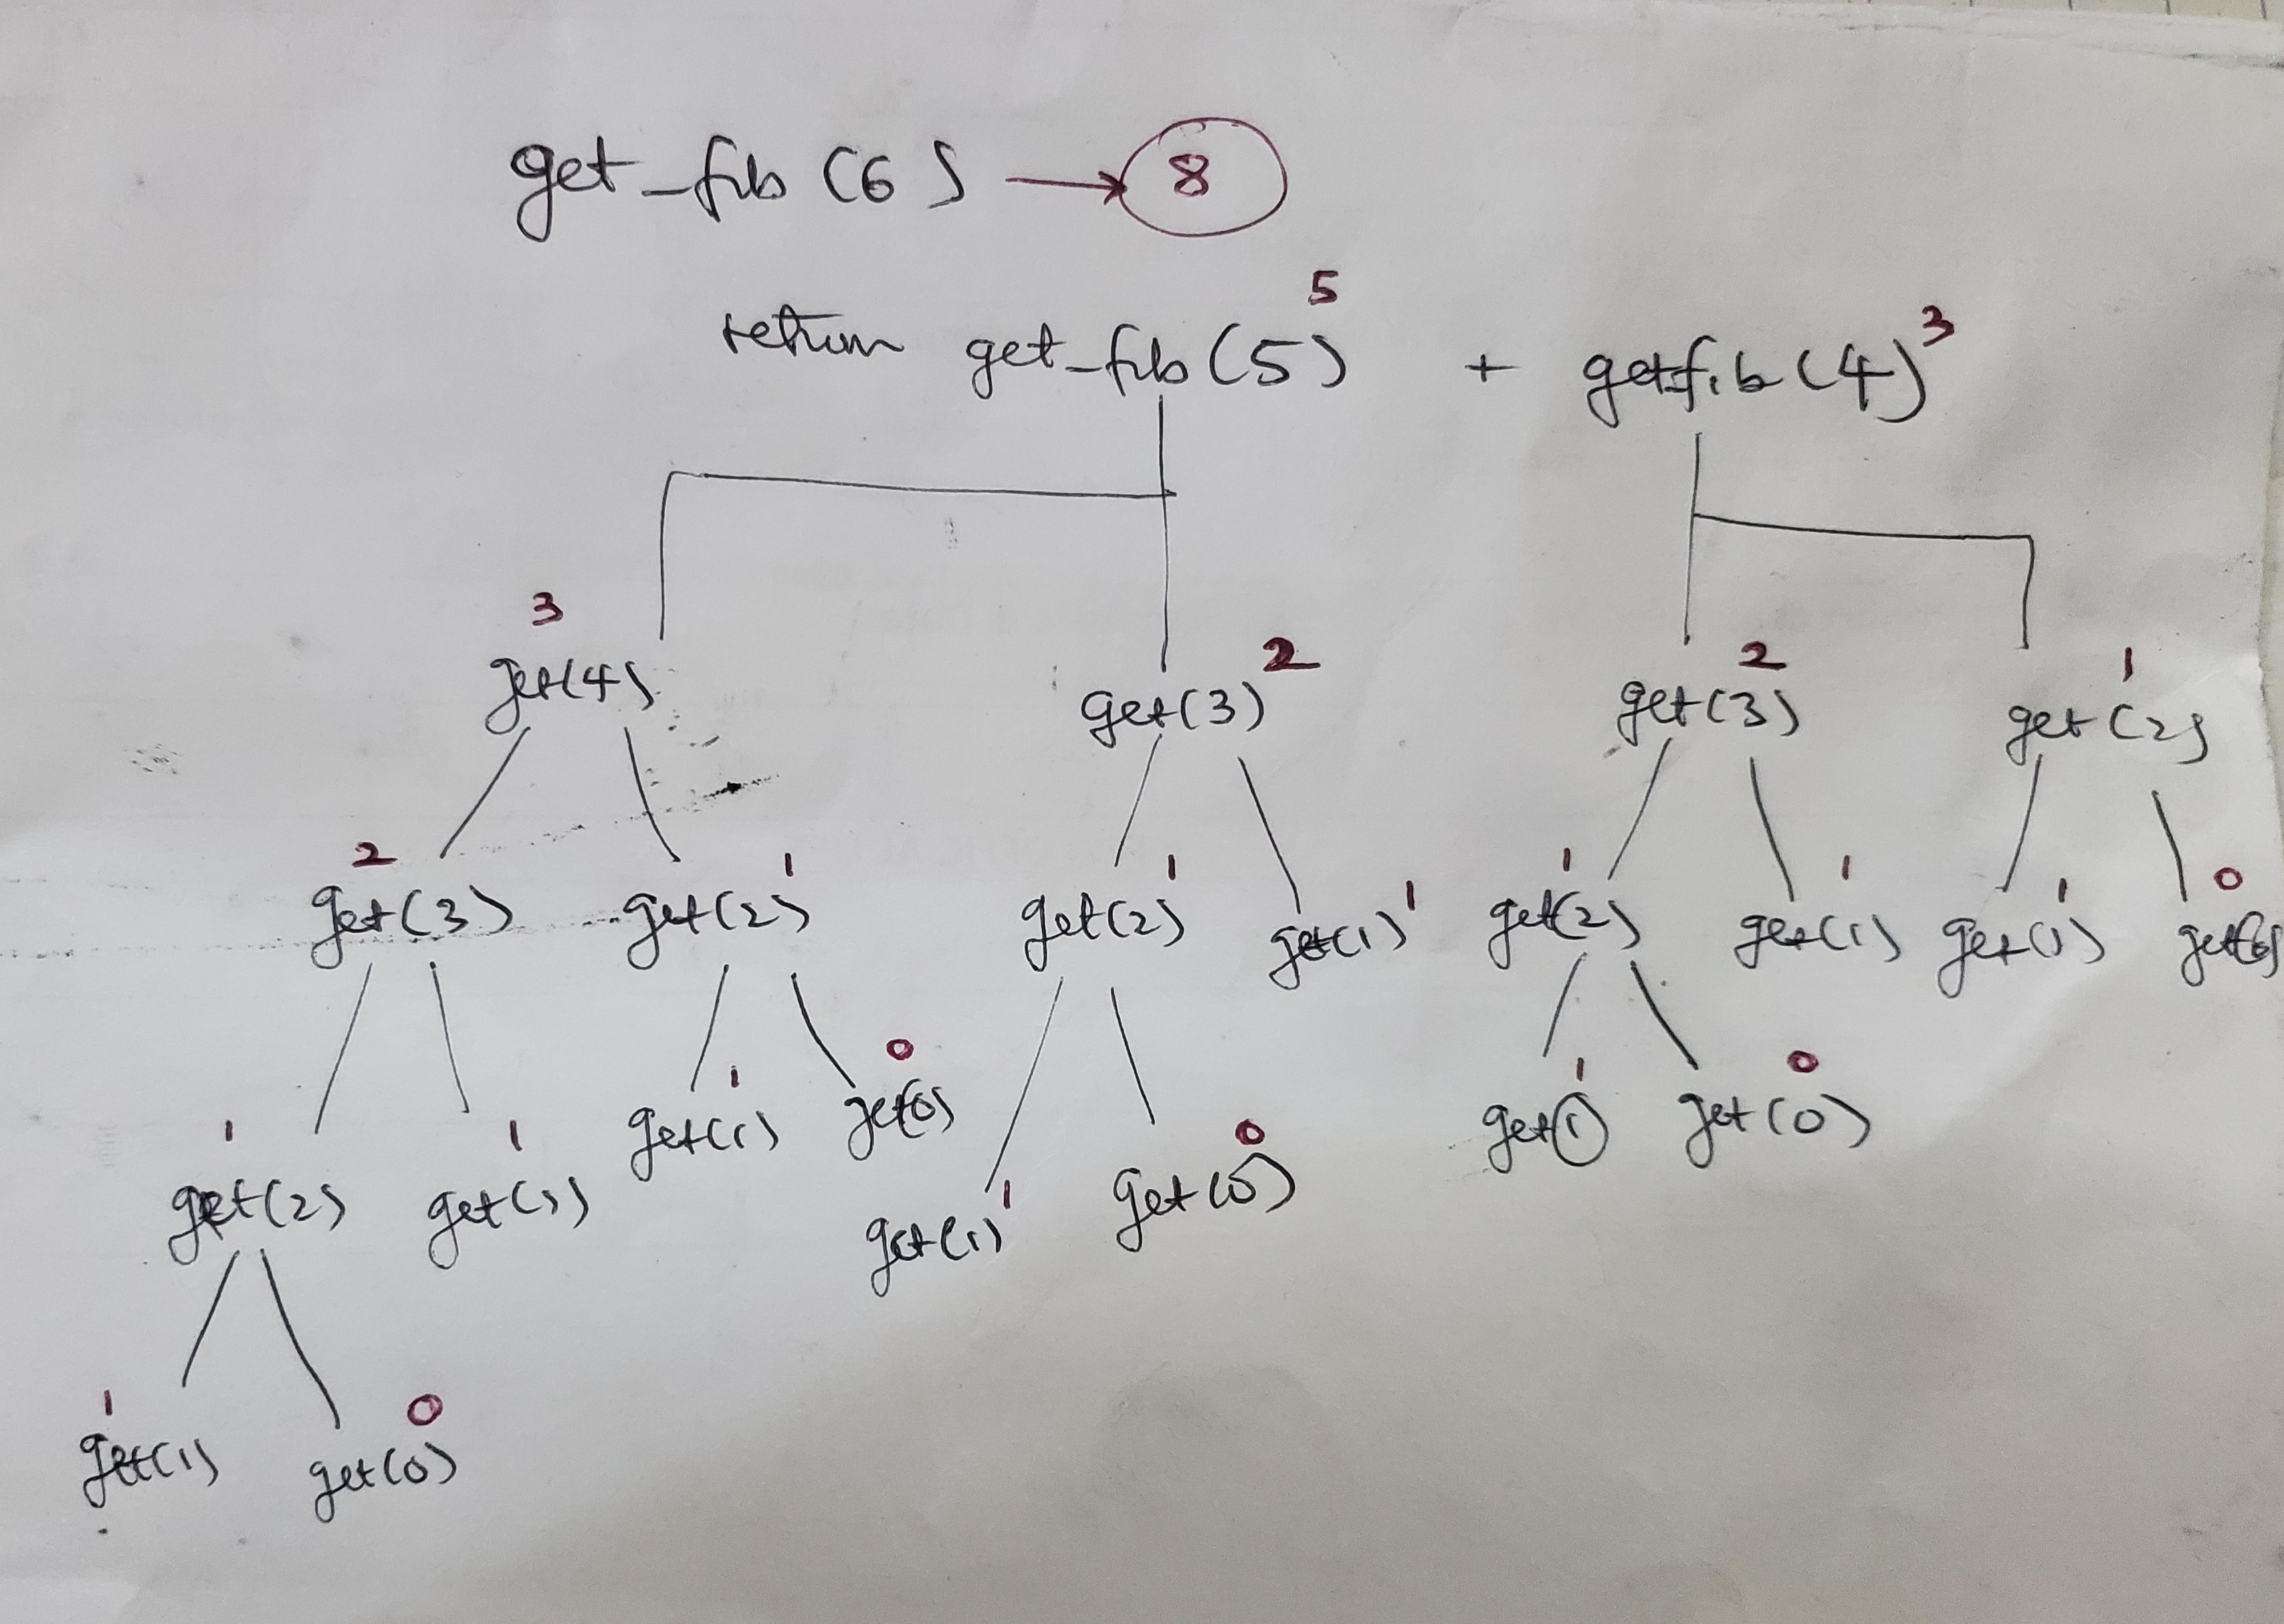 get_fib(6) → 8
5
return get_fib(5) + get_fib(4) 3
3 2 2 1
get(4) get(3) get(3) get(2)
2 1 1 1 1 1 1 0
get(3) get(2) get(2) get(1) get(2) get(1) get(1) get(0)
1 1 1 0 1 0 1 0
get(2) get(1) get(1) get(0) get(1) get(0) get(1) get(0)
1 0
get(1) get(0)